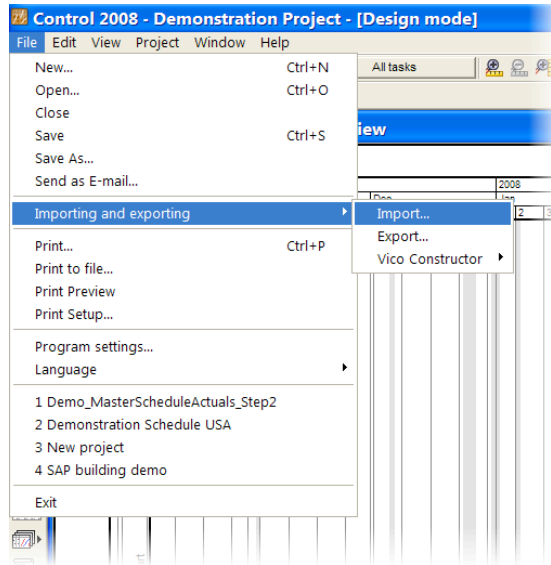 Control 2008 - Demonstration Project - [Design mode]
File Edit View Project Window Help
New... Ctrl+N
All tasks
Open... Ctrl+O
Close
Save Ctrl+S
iew
Save As...
Send as E-mail...
2008
Importing and exporting
Import...
2
3
Export...
Print... Ctrl+P
Vico Constructor
Print to file...
Print Preview
Print Setup...
Program settings...
Language
1 Demo_MasterScheduleActuals_Step2
2 Demonstration Schedule USA
3 New project
4 SAP building demo
Exit